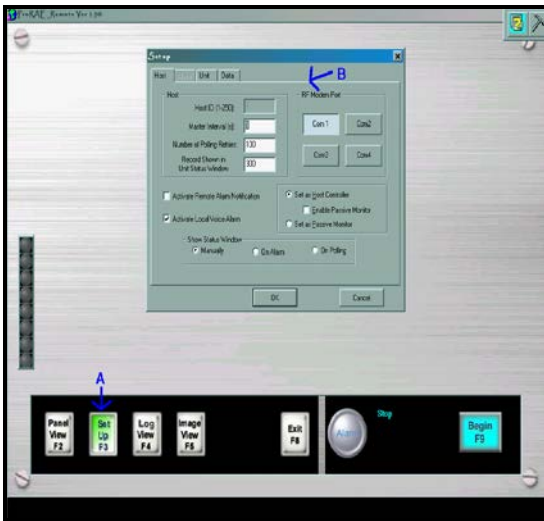 ProRAE Remote Ver 1.00
Setup
B
Host
Unit
Data
Host
Host ID (1-250):
Master Interval (s):
Number of Polling Retries:
100
Record Shown in
Unit Status Window
300
RF Modem Port
Com1
Com2
Com3
Com4
Activate Remote Alarm Notification
Activate Local Voice Alarm
Set as Host Controller
Enable Passive Monitor
Set as Passive Monitor
Show Status Window
Manually
On Alarm
On Polling
OK
Cancel
A
Panel
View
F2
Set
Up
F3
Log
View
F4
Image
View
F5
Exit
F8
Alarm
Stop
Begin
F9